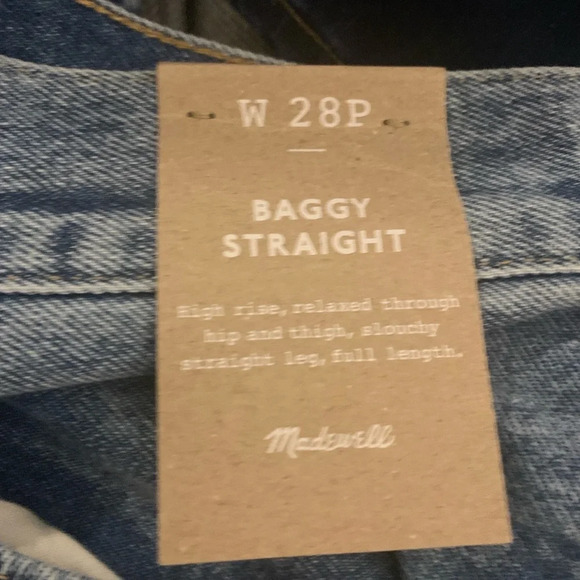 W 28P
BAGGY
STRAIGHT
High rise, relaxed through
hip and thigh, slouchy
straight leg, full length.
Madewell